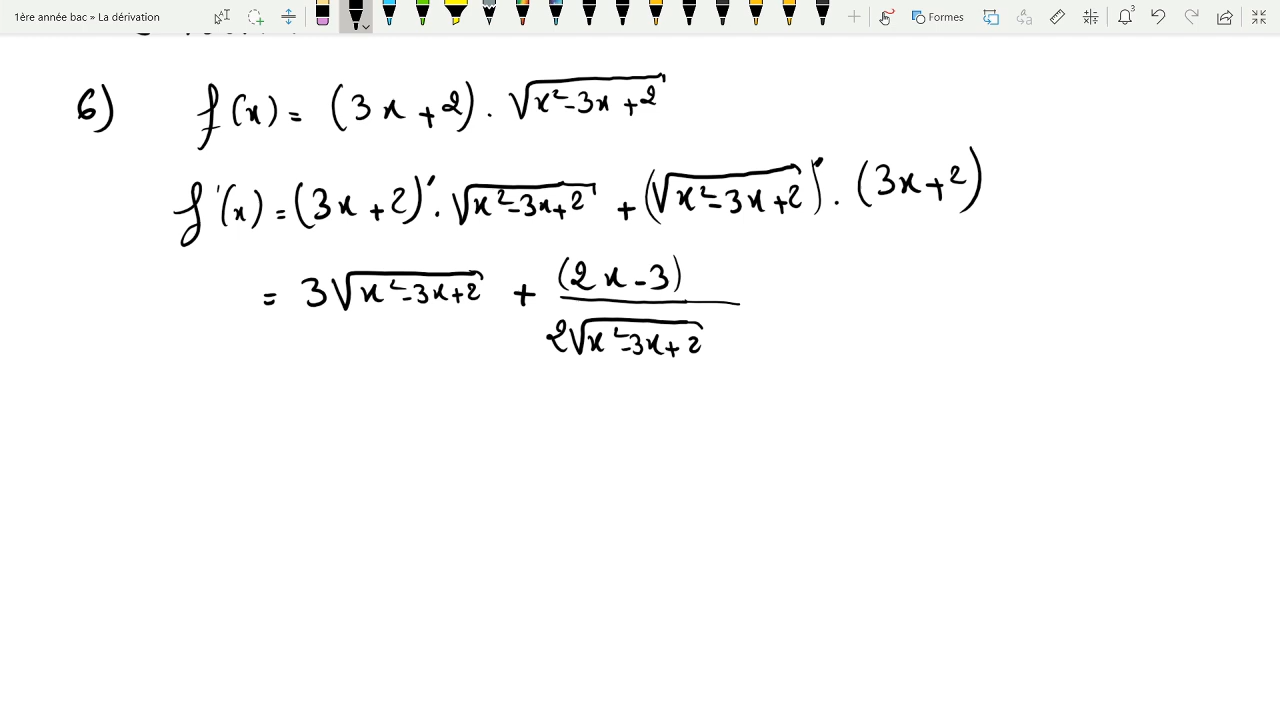 1ère année bac » La dérivation
Formes
3
6) f(x) = (3x + 2) . √(x² - 3x + 2)
f'(x) = (3x + 2)' . √(x² - 3x + 2) + (√(x² - 3x + 2))' . (3x + 2)
= 3√(x² - 3x + 2) + (2x - 3)
2√(x² - 3x + 2)